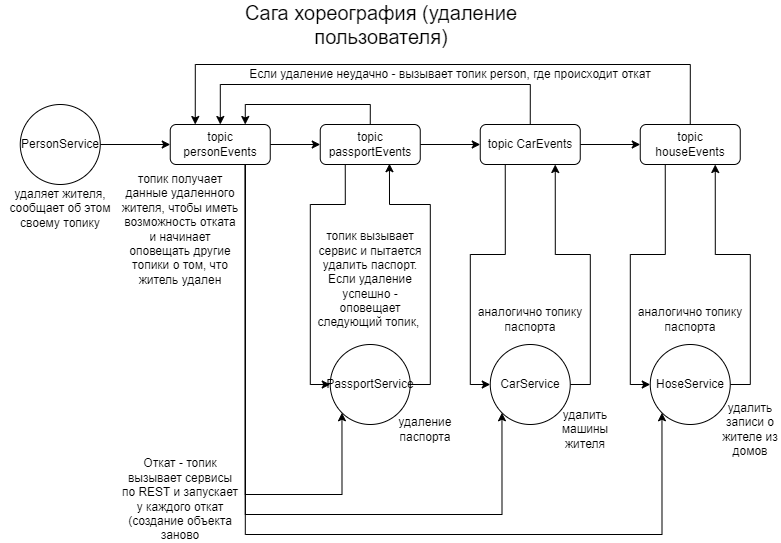 Сага хореография (удаление
пользователя)
Если удаление неудачно - вызывает топик person, где происходит откат
PersonService
topic
personEvents
topic
passportEvents
topic CarEvents
topic
houseEvents
удаляет жителя,
сообщает об этом
своему топику
топик получает
данные удаленного
жителя, чтобы иметь
возможность отката
и начинает
оповещать другие
топики о том, что
житель удален
топик вызывает
сервис и пытается
удалить паспорт.
Если удаление
успешно -
оповещает
следующий топик,
аналогично топику
паспорта
аналогично топику
паспорта
PassportService
CarService
HoseService
удаление
паспорта
удалить
машины
жителя
удалить
записи о
жителе из
домов
Откат - топик
вызывает сервисы
по REST и запускает
у каждого откат
(создание объекта
заново